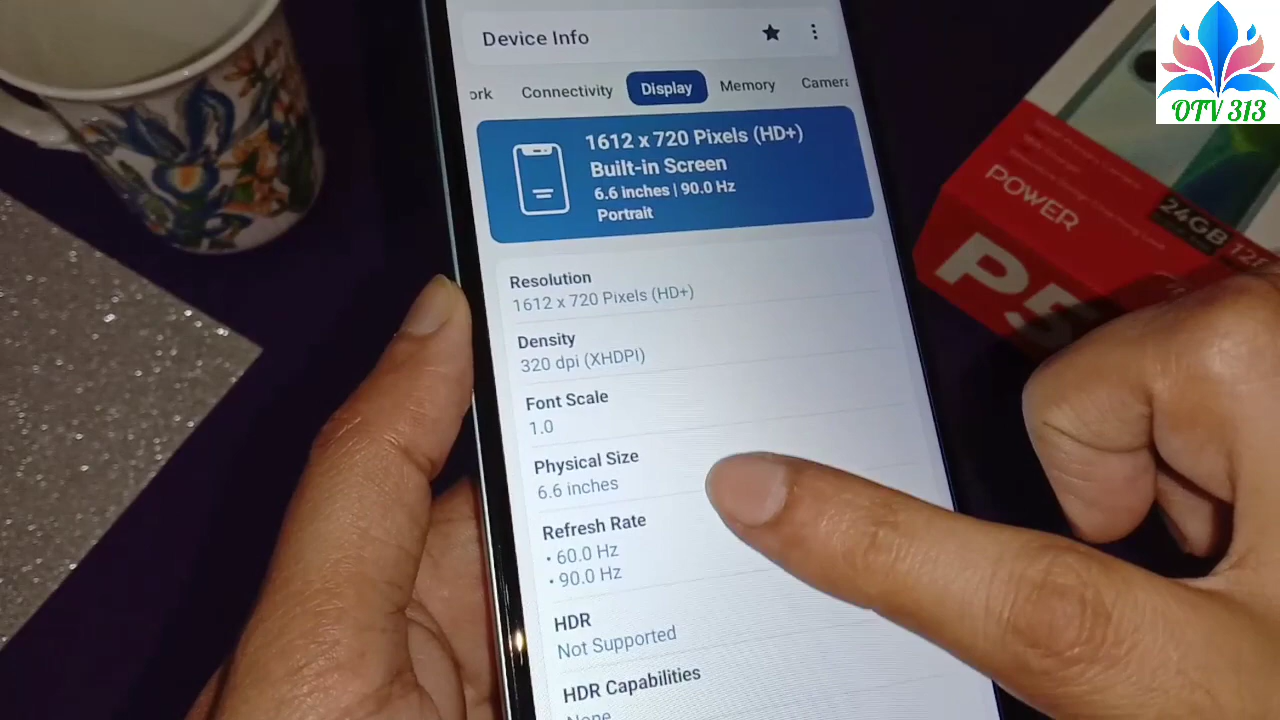 OTV 313
Device Info
ork Connectivity Display Memory Camera
1612 x 720 Pixels (HD+)
Built-in Screen
6.6 inches | 90.0 Hz
Portrait
Resolution
1612 x 720 Pixels (HD+)
Density
320 dpi (XHDPI)
Font Scale
1.0
Physical Size
6.6 inches
Refresh Rate
• 60.0 Hz
• 90.0 Hz
HDR
Not Supported
HDR Capabilities
None
POWER
24GB
P5